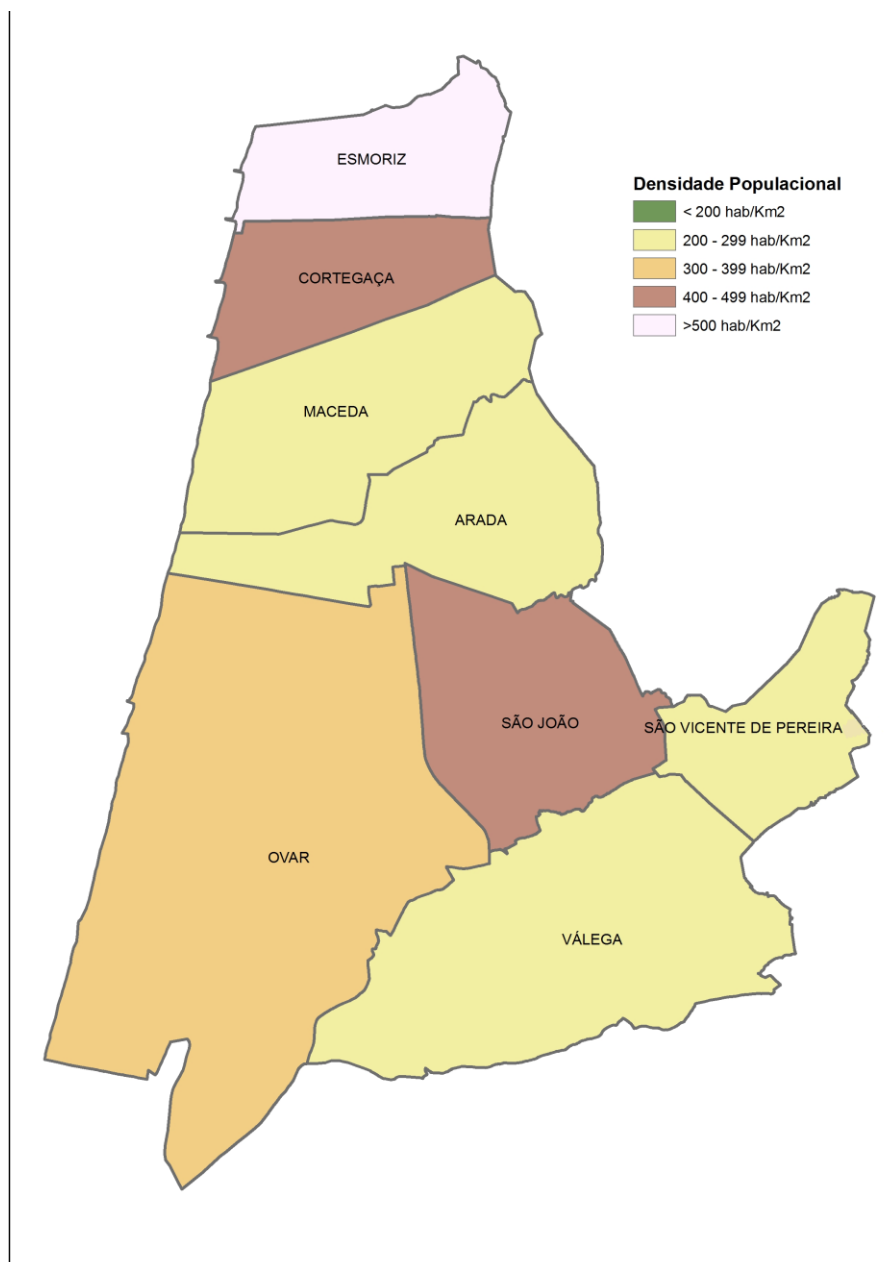 ESMORIZ
Densidade Populacional
< 200 hab/Km2
200 - 299 hab/Km2
300 - 399 hab/Km2
400 - 499 hab/Km2
>500 hab/Km2
CORTEGAÇA
MACEDA
ARADA
SÃO JOÃO
SÃO VICENTE DE PEREIRA
OVAR
VÁLEGA